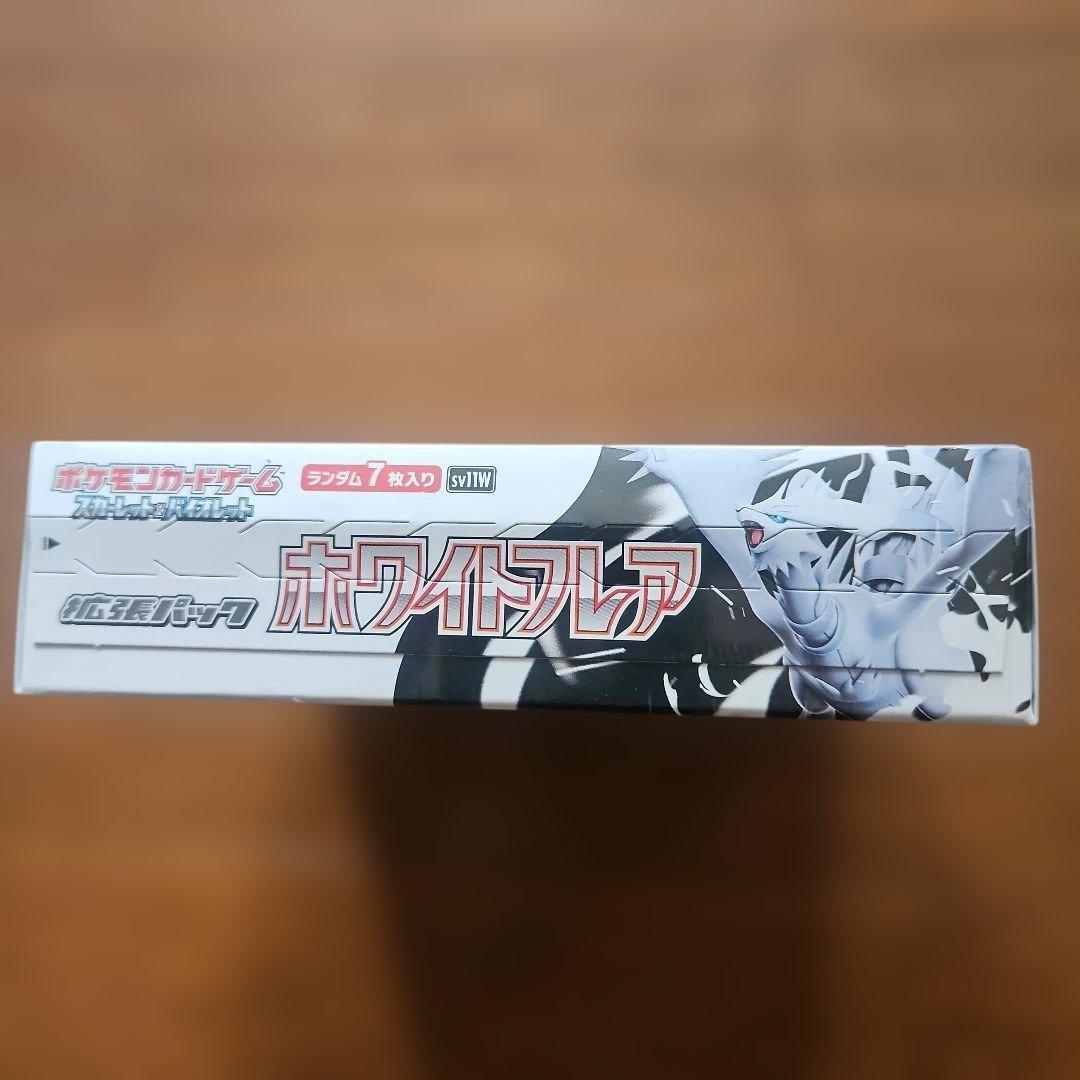 ポケモンカードゲーム™
スカーレット&バイオレット
ランダム7枚入り
sv11W
拡張パック
ホワイトフレア